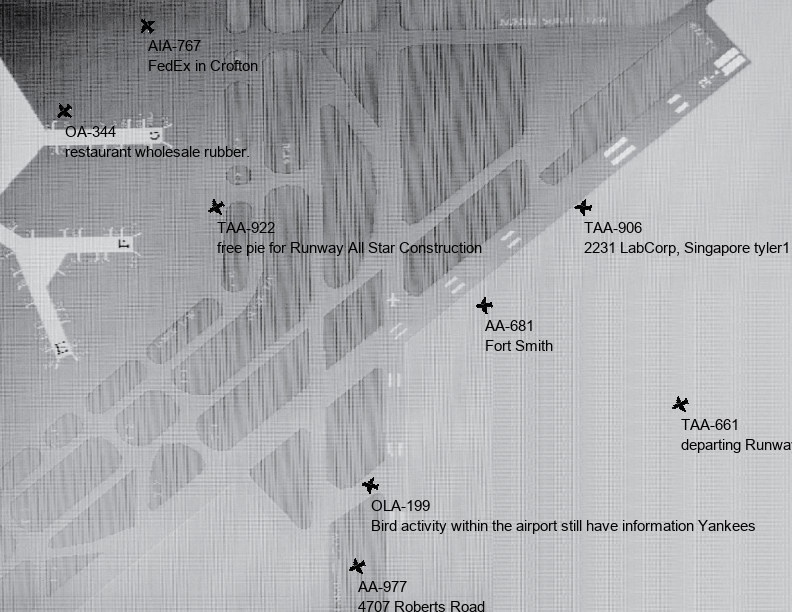 AIA-767
FedEx in Crofton
OA-344
restaurant wholesale rubber.
TAA-922
free pie for Runway All Star Construction
TAA-906
2231 LabCorp, Singapore tyler1
AA-681
Fort Smith
TAA-661
departing
OLA-199
Bird activity within the airport still have information Yankees
AA-977
4707 Roberts Road